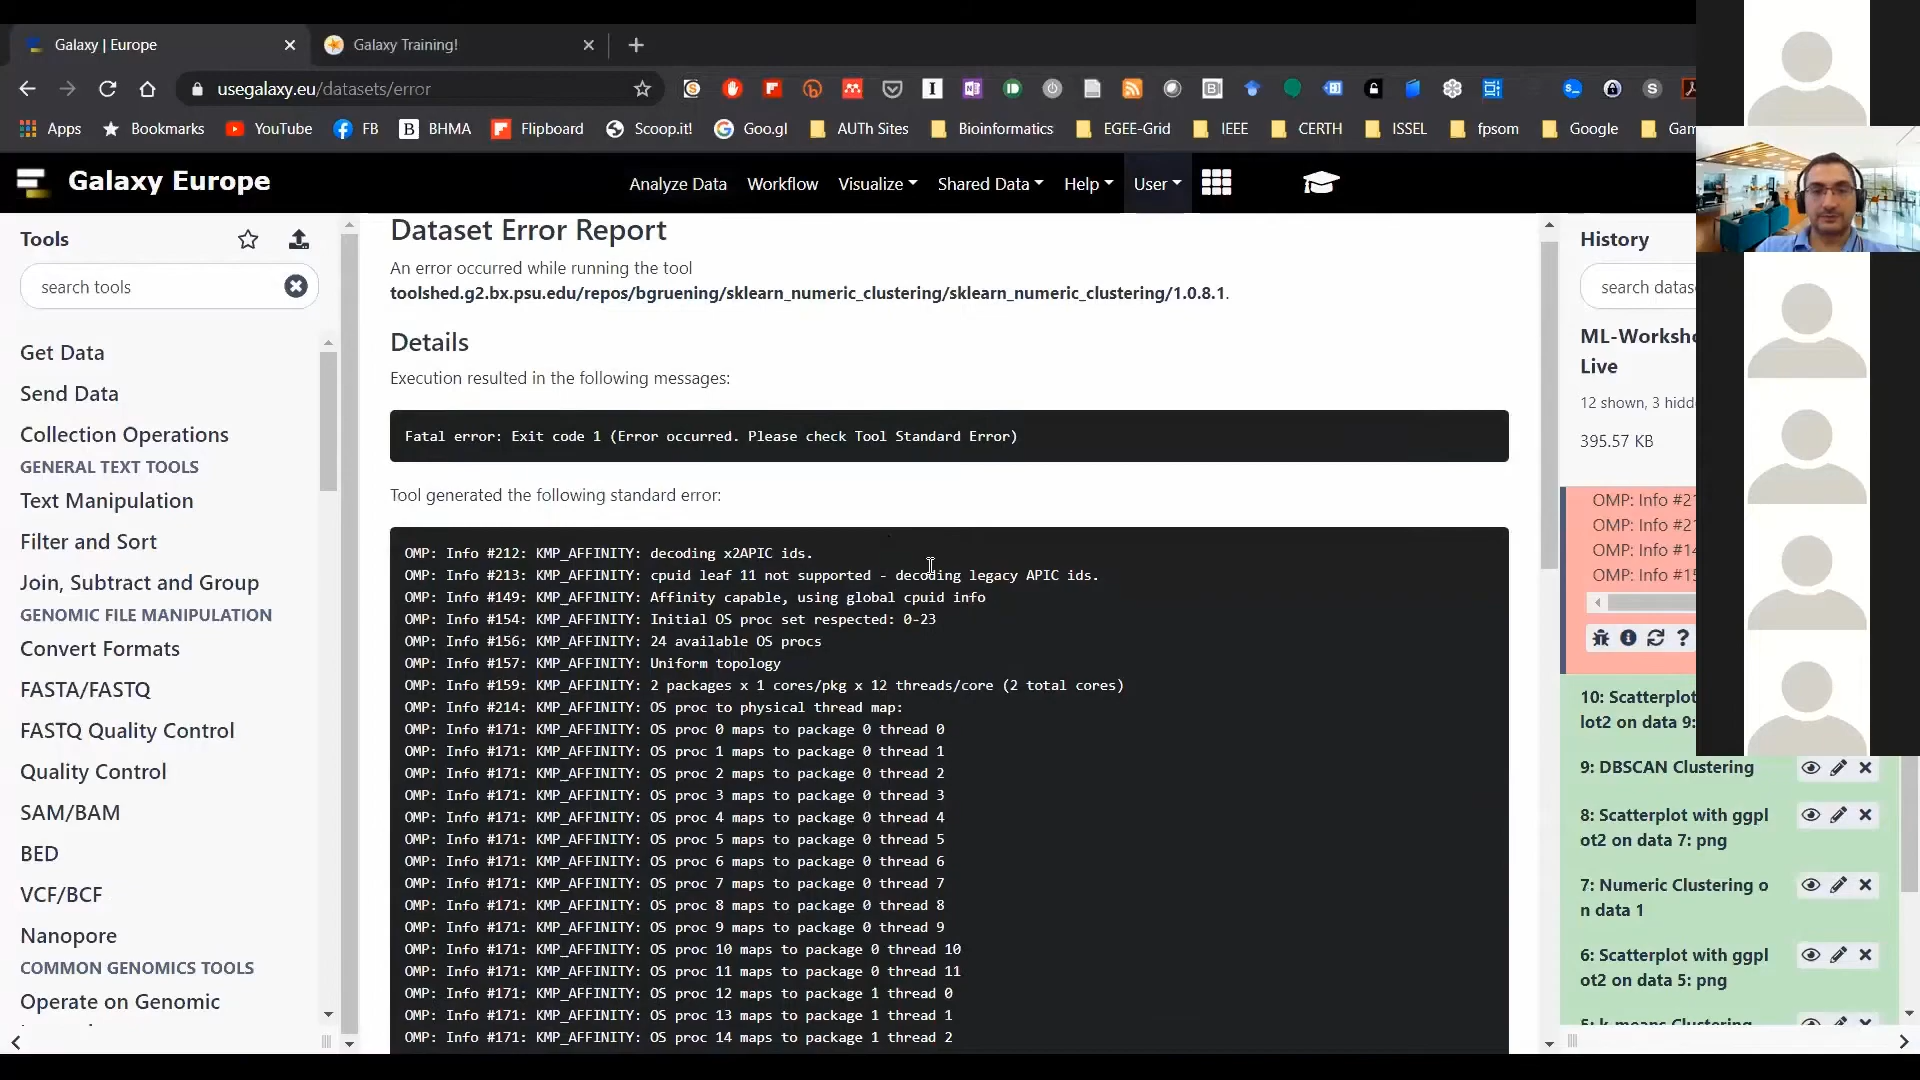 Galaxy | Europe
Galaxy Training!
usegalaxy.eu/datasets/error
Apps
Bookmarks
YouTube
FB
BHMA
Flipboard
Scoop.it!
Goo.gl
AUTh Sites
Bioinformatics
EGEE-Grid
IEEE
CERTH
ISSEL
fpsom
Google
Galaxy Europe
Analyze Data
Workflow
Visualize
Shared Data
Help
User
Tools
search tools
Get Data
Send Data
Collection Operations
GENERAL TEXT TOOLS
Text Manipulation
Filter and Sort
Join, Subtract and Group
GENOMIC FILE MANIPULATION
Convert Formats
FASTA/FASTQ
FASTQ Quality Control
Quality Control
SAM/BAM
BED
VCF/BCF
Nanopore
COMMON GENOMICS TOOLS
Operate on Genomic
Dataset Error Report
An error occurred while running the tool
toolshed.g2.bx.psu.edu/repos/bgruening/sklearn_numeric_clustering/sklearn_numeric_clustering/1.0.8.1.
Details
Execution resulted in the following messages:
Fatal error: Exit code 1 (Error occurred. Please check Tool Standard Error)
Tool generated the following standard error:
OMP: Info #212: KMP_AFFINITY: decoding x2APIC ids.
OMP: Info #213: KMP_AFFINITY: cpuid leaf 11 not supported - decoding legacy APIC ids.
OMP: Info #149: KMP_AFFINITY: Affinity capable, using global cpuid info
OMP: Info #154: KMP_AFFINITY: Initial OS proc set respected: 0-23
OMP: Info #156: KMP_AFFINITY: 24 available OS procs
OMP: Info #157: KMP_AFFINITY: Uniform topology
OMP: Info #159: KMP_AFFINITY: 2 packages x 1 cores/pkg x 12 threads/core (2 total cores)
OMP: Info #214: KMP_AFFINITY: OS proc to physical thread map:
OMP: Info #171: KMP_AFFINITY: OS proc 0 maps to package 0 thread 0
OMP: Info #171: KMP_AFFINITY: OS proc 1 maps to package 0 thread 1
OMP: Info #171: KMP_AFFINITY: OS proc 2 maps to package 0 thread 2
OMP: Info #171: KMP_AFFINITY: OS proc 3 maps to package 0 thread 3
OMP: Info #171: KMP_AFFINITY: OS proc 4 maps to package 0 thread 4
OMP: Info #171: KMP_AFFINITY: OS proc 5 maps to package 0 thread 5
OMP: Info #171: KMP_AFFINITY: OS proc 6 maps to package 0 thread 6
OMP: Info #171: KMP_AFFINITY: OS proc 7 maps to package 0 thread 7
OMP: Info #171: KMP_AFFINITY: OS proc 8 maps to package 0 thread 8
OMP: Info #171: KMP_AFFINITY: OS proc 9 maps to package 0 thread 9
OMP: Info #171: KMP_AFFINITY: OS proc 10 maps to package 0 thread 10
OMP: Info #171: KMP_AFFINITY: OS proc 11 maps to package 0 thread 11
OMP: Info #171: KMP_AFFINITY: OS proc 12 maps to package 1 thread 0
OMP: Info #171: KMP_AFFINITY: OS proc 13 maps to package 1 thread 1
OMP: Info #171: KMP_AFFINITY: OS proc 14 maps to package 1 thread 2
History
search datas
ML-Worksho
Live
12 shown, 3 hidd
395.57 KB
OMP: Info #21
OMP: Info #21
OMP: Info #14
OMP: Info #15
10: Scatterplot
lot2 on data 9:
9: DBSCAN Clustering
8: Scatterplot with ggpl
ot2 on data 7: png
7: Numeric Clustering o
n data 1
6: Scatterplot with ggpl
ot2 on data 5: png
5: k-means Clustering